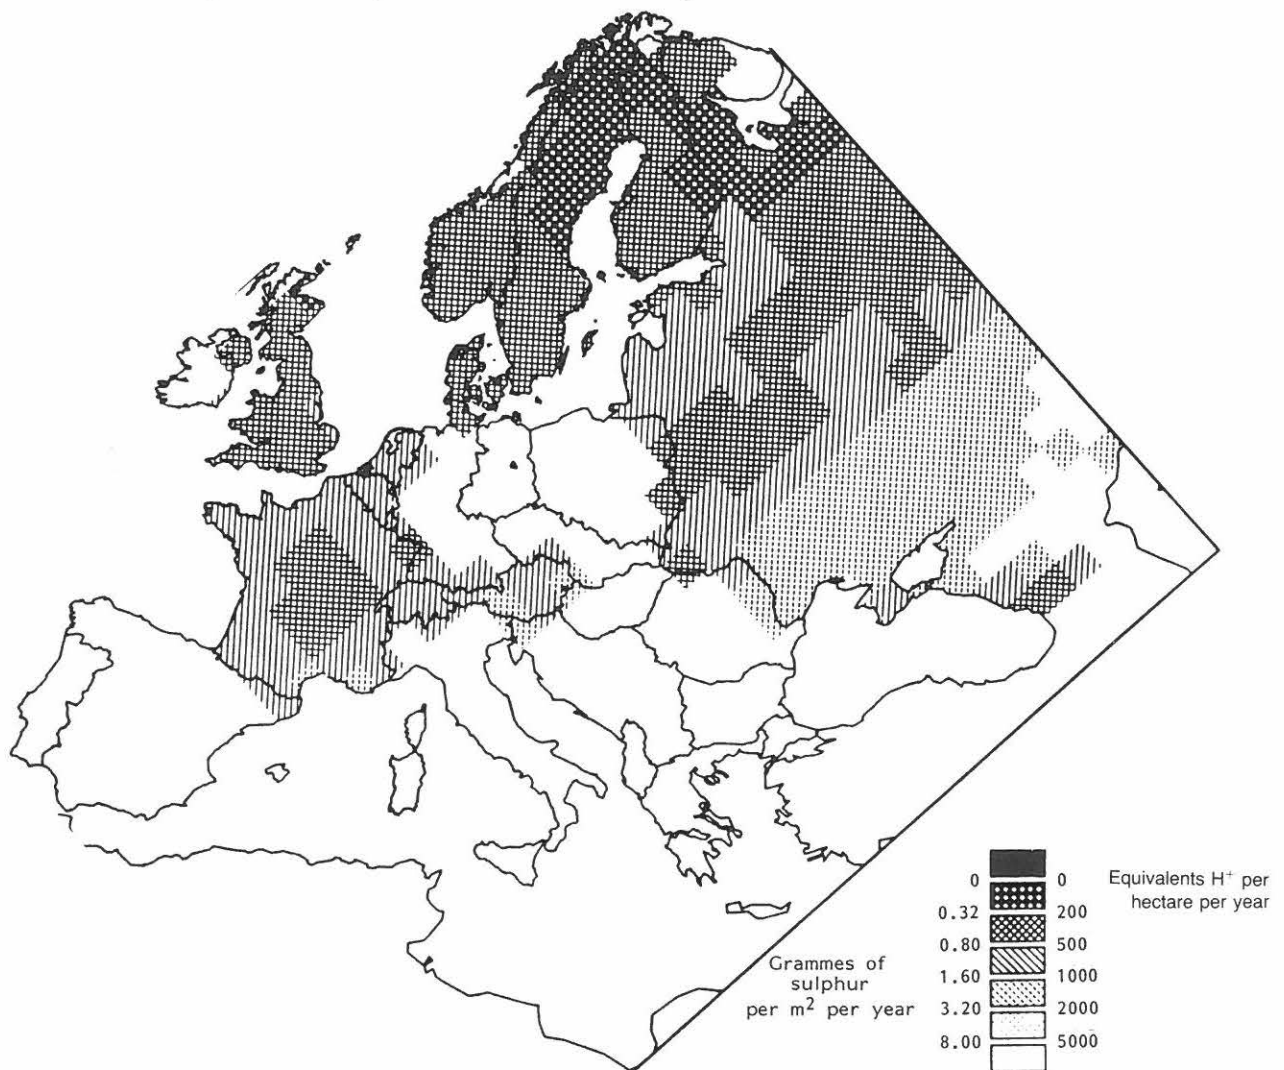 0 0
Equivalents H⁺ per
hectare per year
0.32 200
0.80 500
1.60 1000
3.20 2000
8.00 5000
Grammes of
sulphur
per m² per year